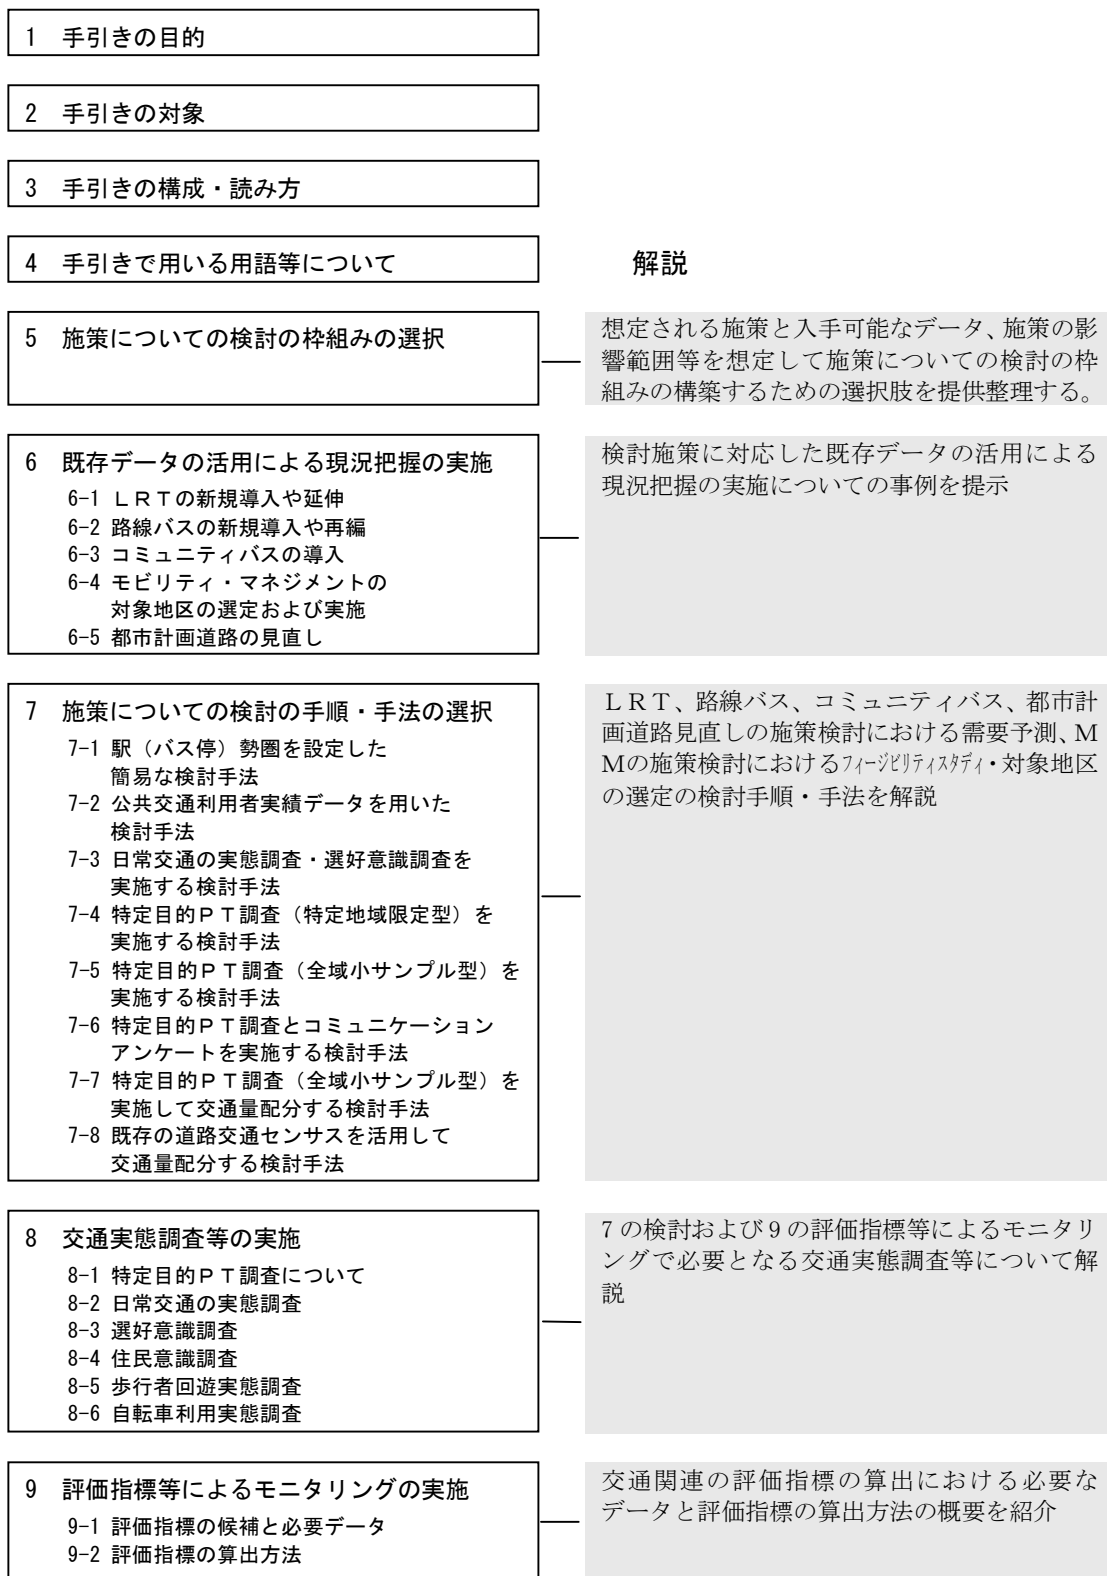 1 手引きの目的
2 手引きの対象
3 手引きの構成・読み方
4 手引きで用いる用語等について
解説
5 施策についての検討の枠組みの選択
想定される施策と入手可能なデータ、施策の影
響範囲等を想定して施策についての検討の枠
組みの構築するための選択肢を提供整理する。
6 既存データの活用による現況把握の実施
6-1 ＬＲＴの新規導入や延伸
6-2 路線バスの新規導入や再編
6-3 コミュニティバスの導入
6-4 モビリティ・マネジメントの
対象地区の選定および実施
6-5 都市計画道路の見直し
検討施策に対応した既存データの活用による
現況把握の実施についての事例を提示
7 施策についての検討の手順・手法の選択
7-1 駅（バス停）勢圏を設定した
簡易な検討手法
7-2 公共交通利用者実績データを用いた
検討手法
7-3 日常交通の実態調査・選好意識調査を
実施する検討手法
7-4 特定目的ＰＴ調査（特定地域限定型）を
実施する検討手法
7-5 特定目的ＰＴ調査（全域小サンプル型）を
実施する検討手法
7-6 特定目的ＰＴ調査とコミュニケーション
アンケートを実施する検討手法
7-7 特定目的ＰＴ調査（全域小サンプル型）を
実施して交通量配分する検討手法
7-8 既存の道路交通センサスを活用して
交通量配分する検討手法
ＬＲＴ、路線バス、コミュニティバス、都市計
画道路見直しの施策検討における需要予測、Ｍ
Ｍの施策検討におけるﾌｨｰｼﾞﾋﾞﾘﾃｨｽﾀﾃﾞｨ・対象地区
の選定の検討手順・手法を解説
8 交通実態調査等の実施
8-1 特定目的ＰＴ調査について
8-2 日常交通の実態調査
8-3 選好意識調査
8-4 住民意識調査
8-5 歩行者回遊実態調査
8-6 自転車利用実態調査
7 の検討および 9 の評価指標等によるモニタリ
ングで必要となる交通実態調査等について解
説
9 評価指標等によるモニタリングの実施
9-1 評価指標の候補と必要データ
9-2 評価指標の算出方法
交通関連の評価指標の算出における必要な
データと評価指標の算出方法の概要を紹介